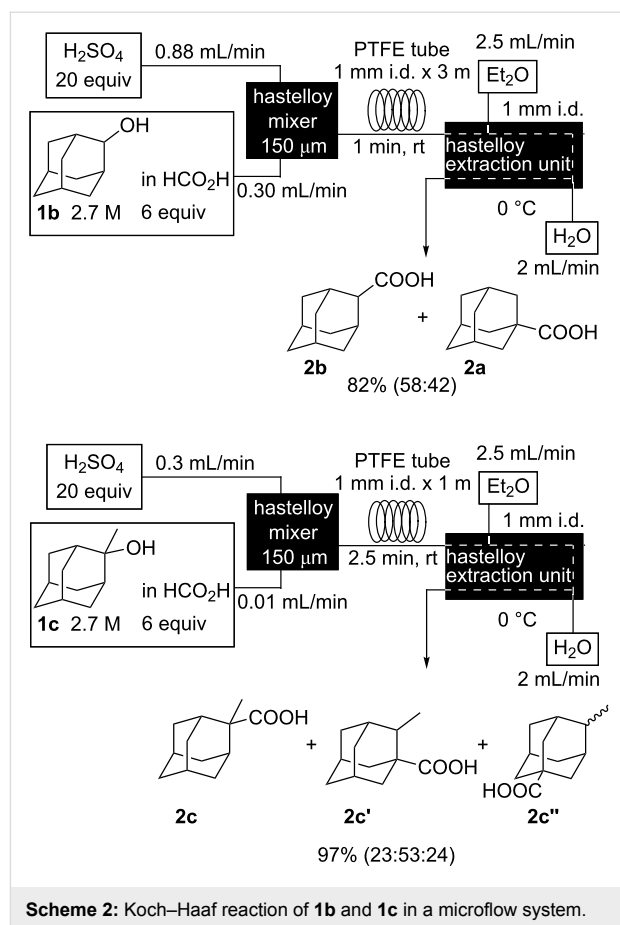 H2SO4
20 equiv
0.88 mL/min
OH
in HCO2H
1b 2.7 M 6 equiv
0.30 mL/min
hastelloy
mixer
150 μm
PTFE tube
1 mm i.d. x 3 m
1 min, rt
2.5 mL/min
Et2O
1 mm i.d.
hastelloy
extraction unit
0 °C
H2O
2 mL/min
COOH
2b
+
COOH
2a
82% (58:42)
H2SO4
20 equiv
0.3 mL/min
OH
in HCO2H
1c 2.7 M 6 equiv
0.01 mL/min
hastelloy
mixer
150 μm
PTFE tube
1 mm i.d. x 1 m
2.5 min, rt
2.5 mL/min
Et2O
1 mm i.d.
hastelloy
extraction unit
0 °C
H2O
2 mL/min
COOH
2c
+
COOH
2c'
+
HOOC
2c"
97% (23:53:24)
Scheme 2: Koch–Haaf reaction of 1b and 1c in a microflow system.